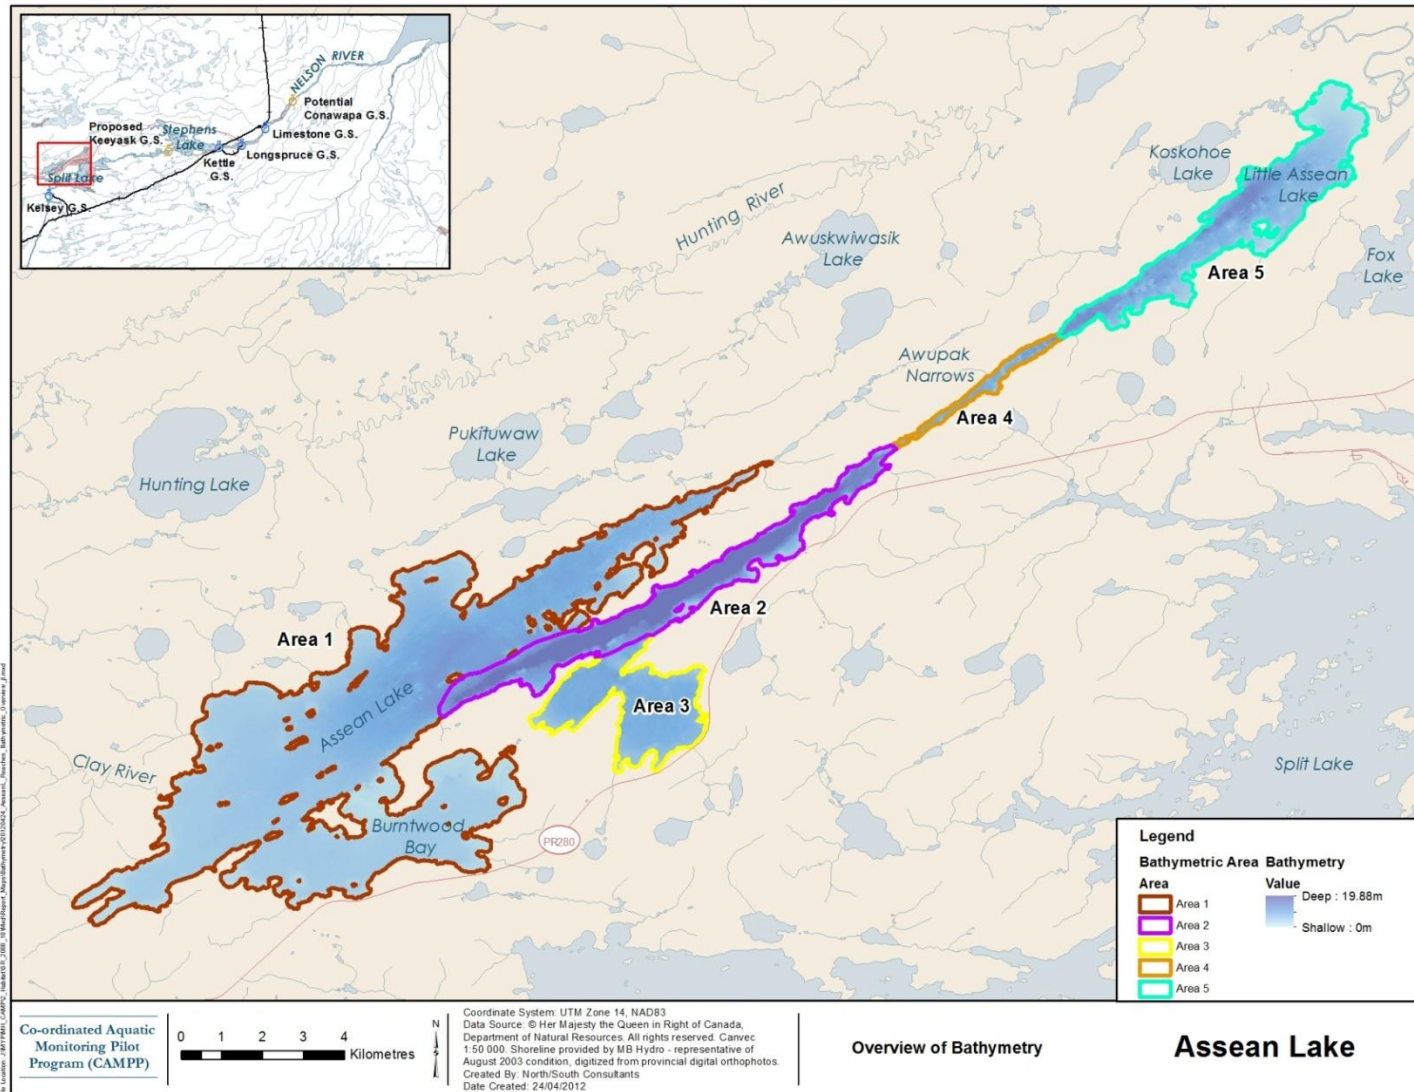 NELSON RIVER
Potential
Conawapa G.S.
Proposed
Keeyask G.S.
Stephens
Lake
Limestone G.S.
Longspruce G.S.
Kettle
G.S.
Split Lake
Kelsey G.S.
Koskohoe
Lake
Little Assean
Lake
Hunting River
Awuskwiwasik
Lake
Fox
Lake
Area 5
Awupak
Narrows
Area 4
Pukituwaw
Lake
Hunting Lake
Area 2
Area 1
Assean Lake
Area 3
Clay River
Split Lake
Burntwood
Bay
PR280
Legend
Bathymetric Area
Area
Area 1
Area 2
Area 3
Area 4
Area 5
Bathymetry
Value
Deep : 19.88m
Shallow : 0m
Co-ordinated Aquatic
Monitoring Pilot
Program (CAMPP)
0 1 2 3 4
Kilometres
N
S
Coordinate System: UTM Zone 14, NAD83
Data Source: © Her Majesty the Queen in Right of Canada,
Department of Natural Resources. All rights reserved. Canvec
1:50 000. Shoreline provided by MB Hydro - representative of
August 2003 condition, digitized from provincial digital orthophotos.
Created By: North/South Consultants
Date Created: 24/04/2012
Overview of Bathymetry
Assean Lake